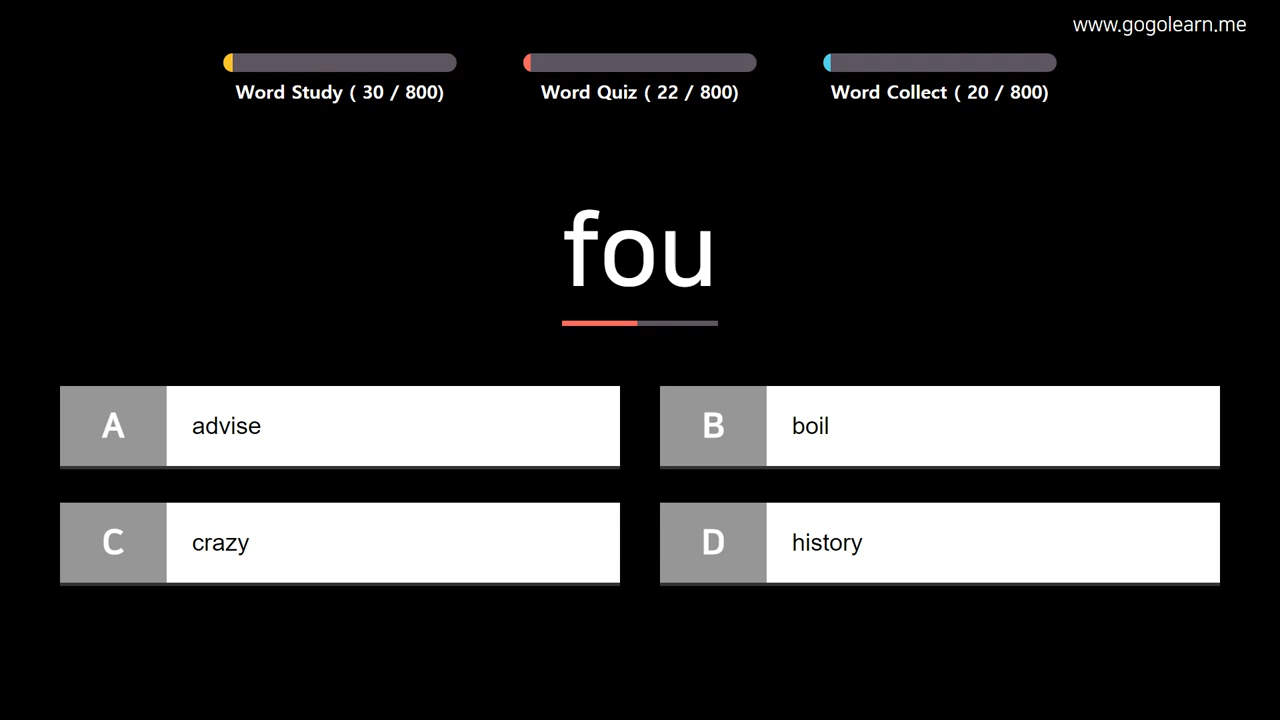 www.gogolearn.me
Word Study ( 30 / 800)
Word Quiz ( 22 / 800)
Word Collect ( 20 / 800)
fou
A advise
B boil
C crazy
D history